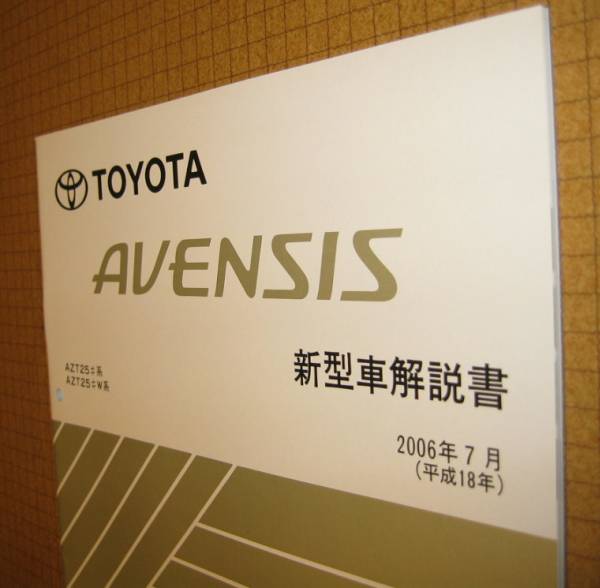 TOYOTA
AVENSIS
AZT25♯系
AZT25♯W系
新型車解説書
2006年7月
(平成18年)